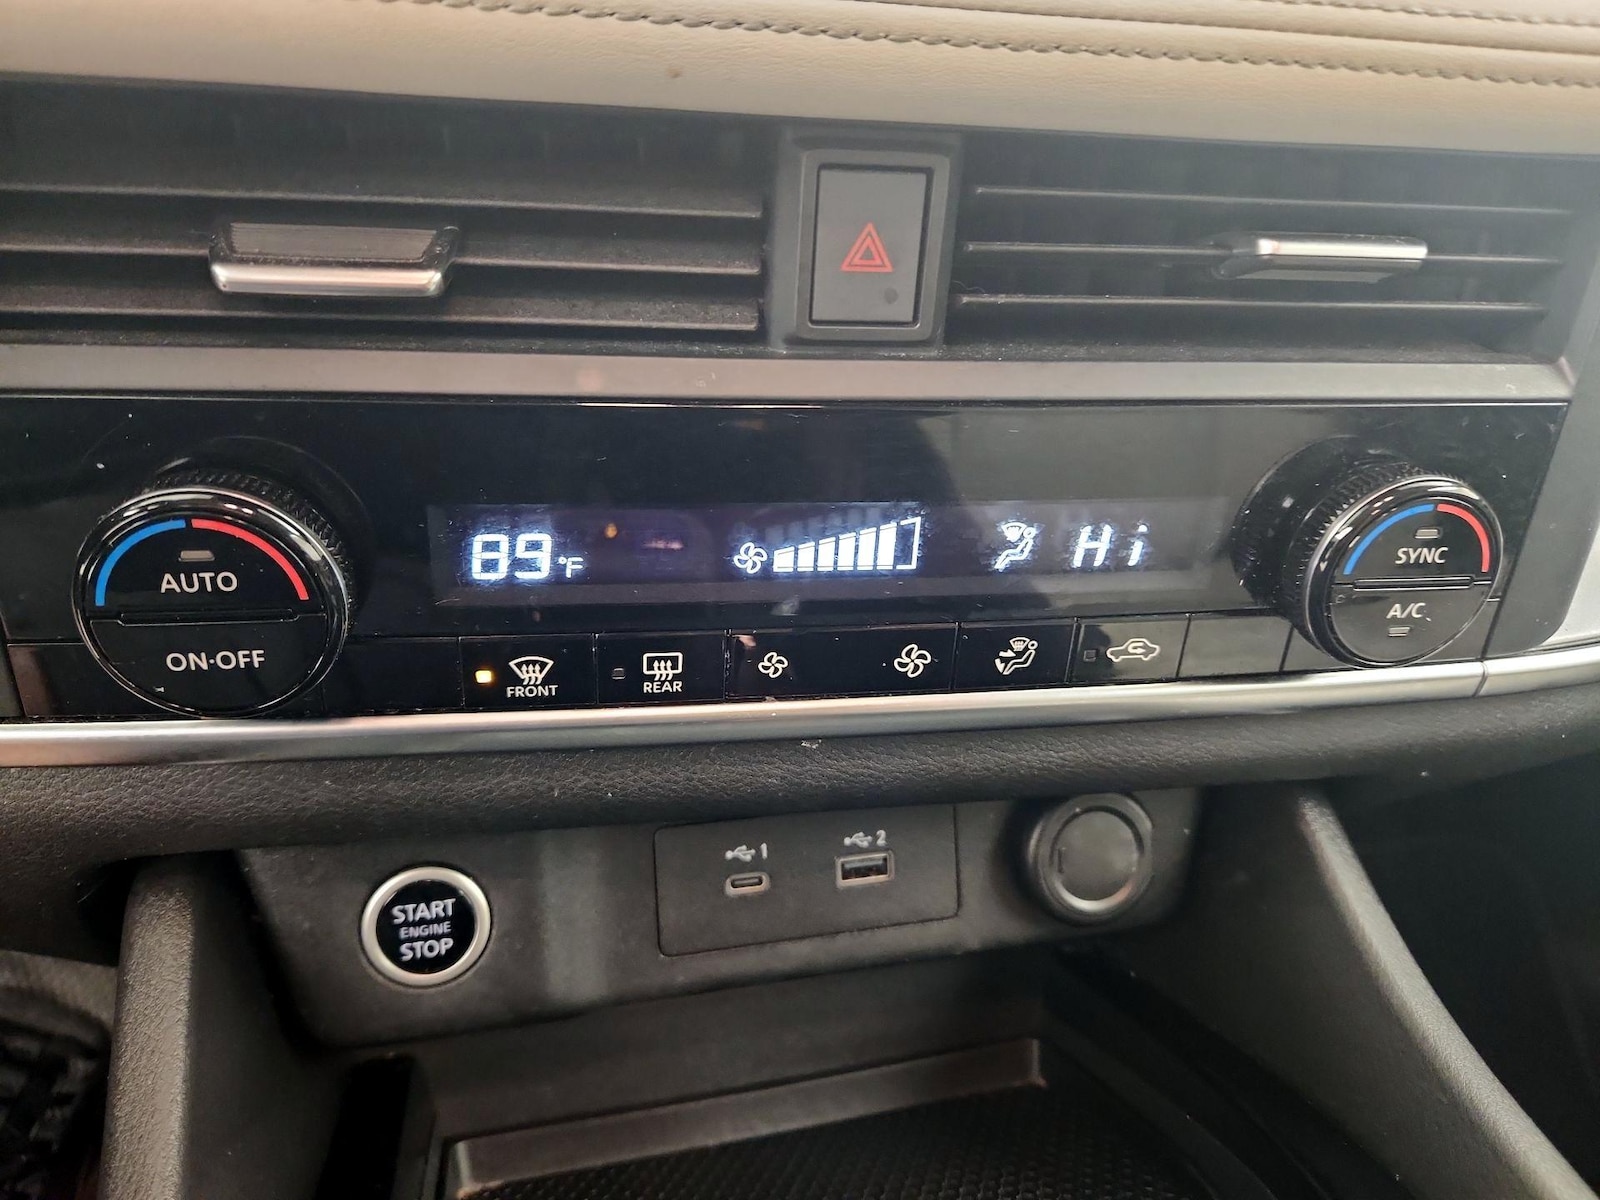 89°F
Hi
AUTO
ON·OFF
SYNC
A/C
FRONT
REAR
1
2
START
ENGINE
STOP